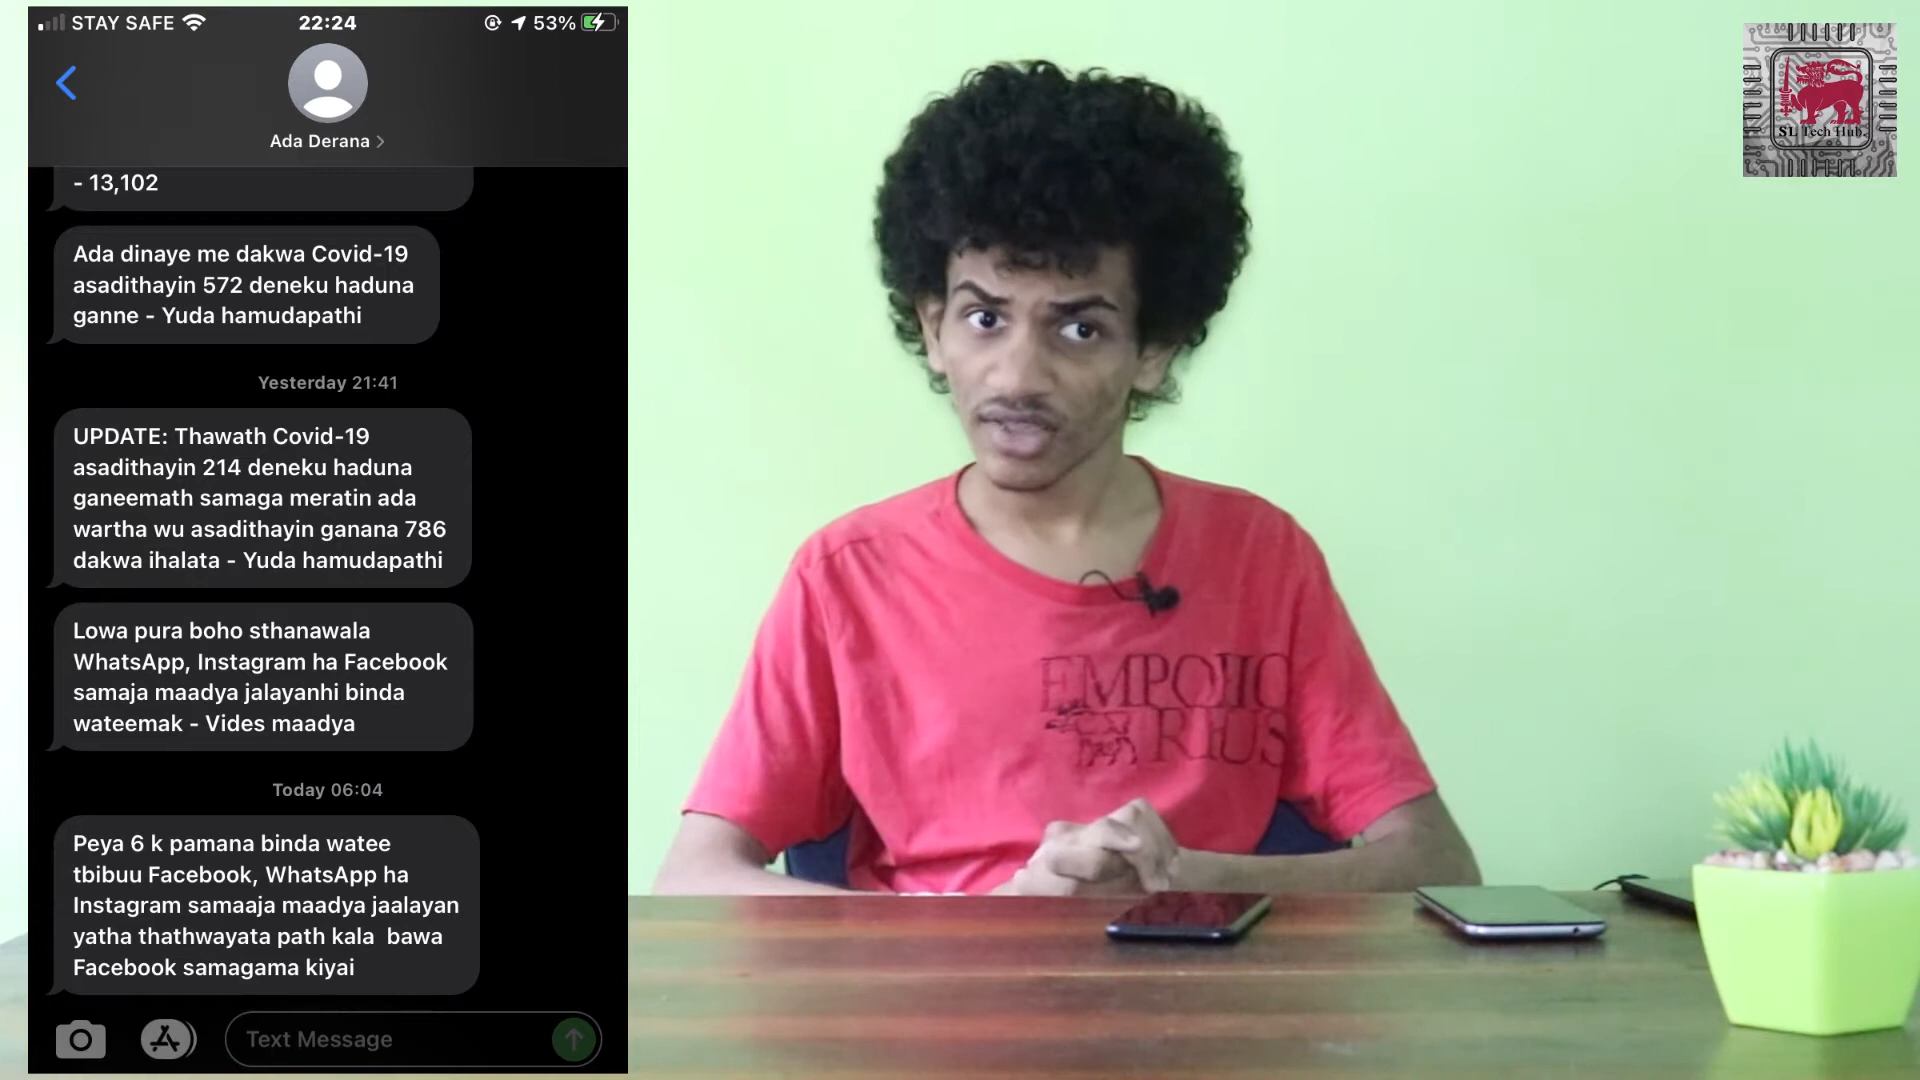 STAY SAFE
22:24
53%
Ada Derana
- 13,102
Ada dinaye me dakwa Covid-19
asadithayin 572 deneku haduna
ganne - Yuda hamudapathi
Yesterday 21:41
UPDATE: Thawath Covid-19
asadithayin 214 deneku haduna
ganeemath samaga meratin ada
wartha wu asadithayin ganana 786
dakwa ihalata - Yuda hamudapathi
Lowa pura boho sthanawala
WhatsApp, Instagram ha Facebook
samaja maadya jalayanhi binda
wateemak - Vides maadya
Today 06:04
Peya 6 k pamana binda watee
tbibuu Facebook, WhatsApp ha
Instagram samaaja maadya jaalayan
yatha thathwayata path kala  bawa
Facebook samagama kiyai
Text Message
SL Tech Hub.